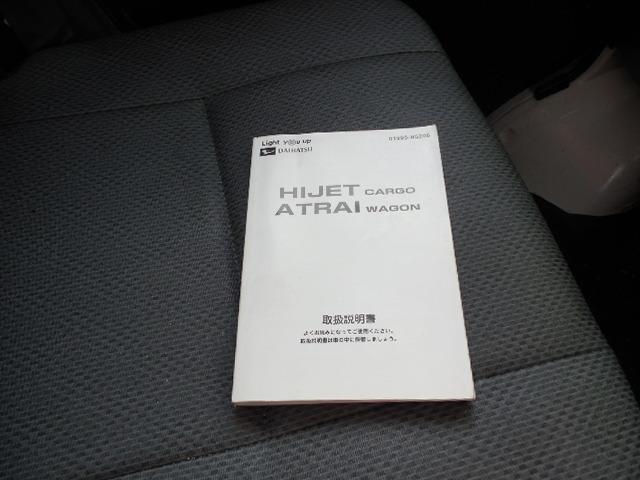 Light you up
DAIHATSU
HIJET CARGO
ATRAI WAGON
取扱説明書
よくお読みになってご使用ください。
取扱説明書は車の中に保管しましょう。